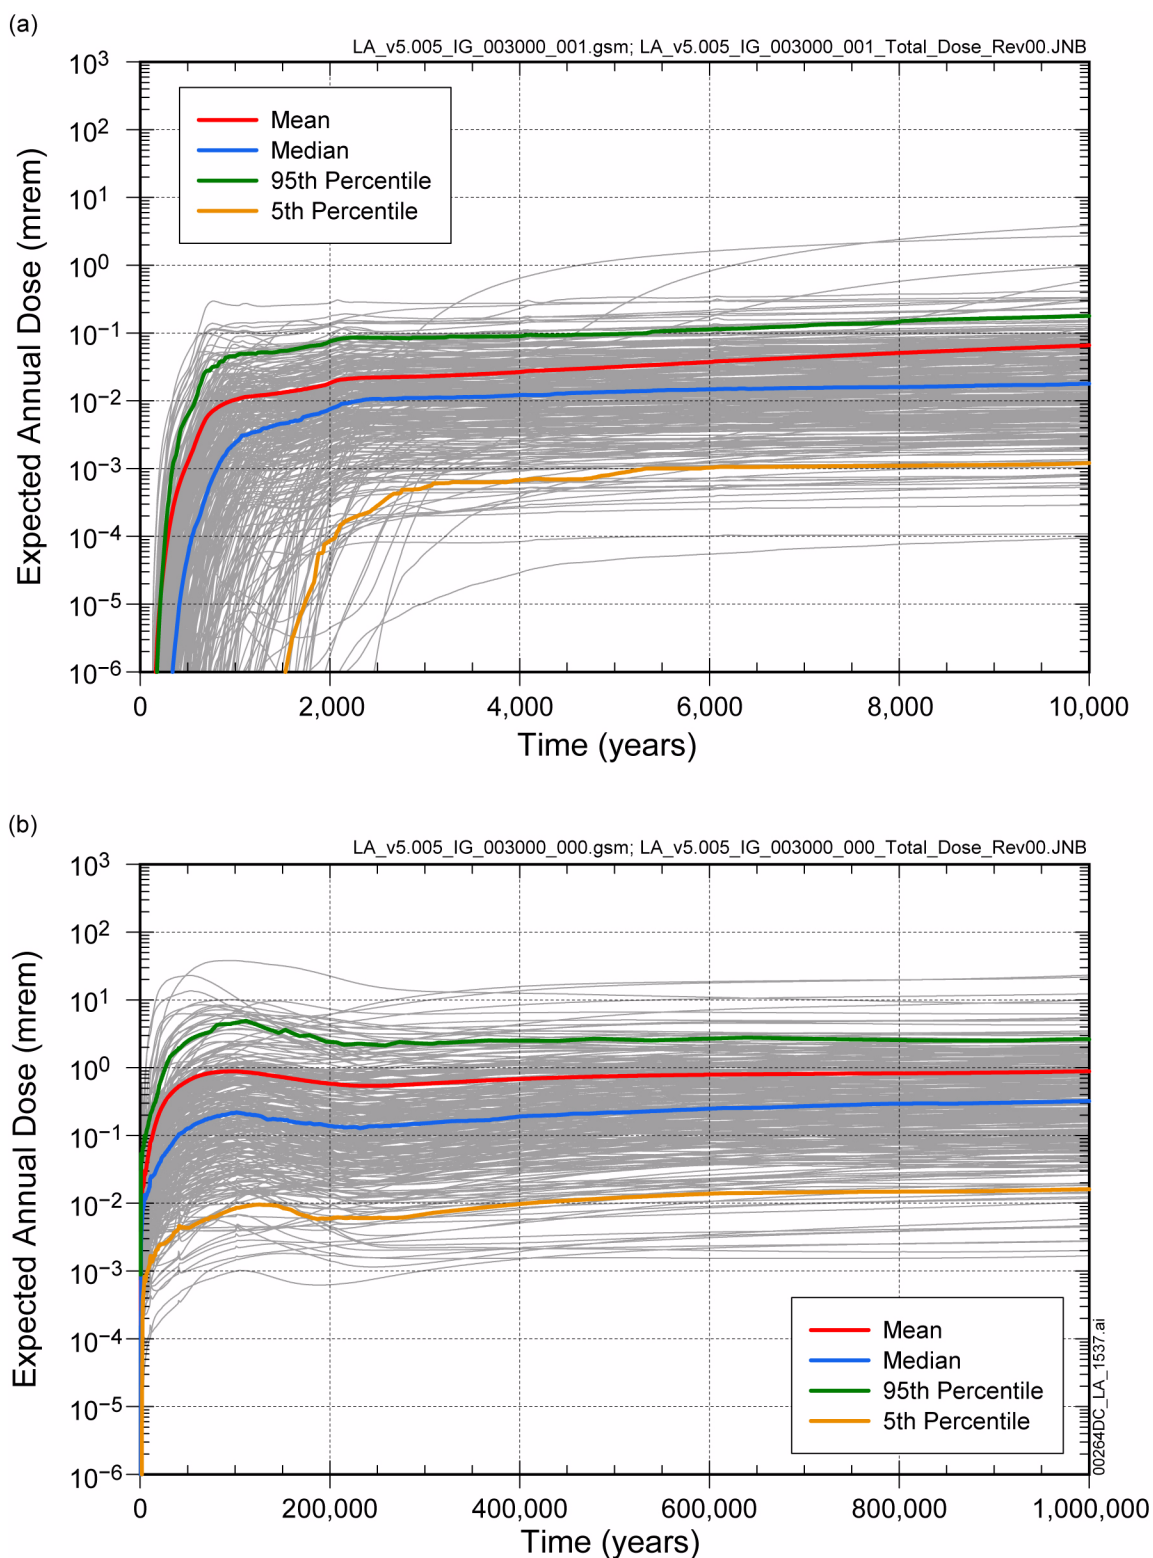 (a)
LA_v5.005_IG_003000_001.gsm; LA_v5.005_IG_003000_001_Total_Dose_Rev00.JNB
10³
10²
10¹
10⁰
10⁻¹
10⁻²
10⁻³
10⁻⁴
10⁻⁵
10⁻⁶
Expected Annual Dose (mrem)
Mean
Median
95th Percentile
5th Percentile
0 2,000 4,000 6,000 8,000 10,000
Time (years)
(b)
LA_v5.005_IG_003000_000.gsm; LA_v5.005_IG_003000_000_Total_Dose_Rev00.JNB
10³
10²
10¹
10⁰
10⁻¹
10⁻²
10⁻³
10⁻⁴
10⁻⁵
10⁻⁶
Expected Annual Dose (mrem)
Mean
Median
95th Percentile
5th Percentile
00264DC_LA_1537.ai
0 200,000 400,000 600,000 800,000 1,000,000
Time (years)